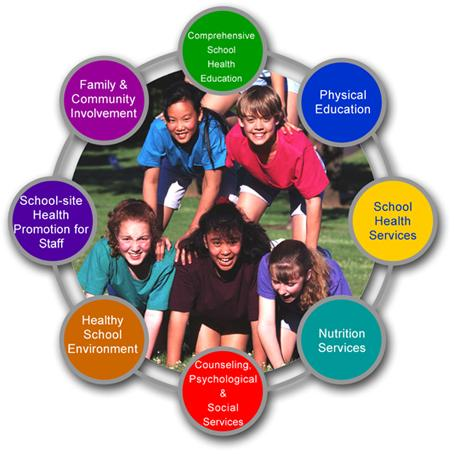 Comprehensive
School
Health
Education
Physical
Education
School
Health
Services
Nutrition
Services
Counseling,
Psychological
&
Social
Services
Healthy
School
Environment
School-site
Health
Promotion for
Staff
Family &
Community
Involvement